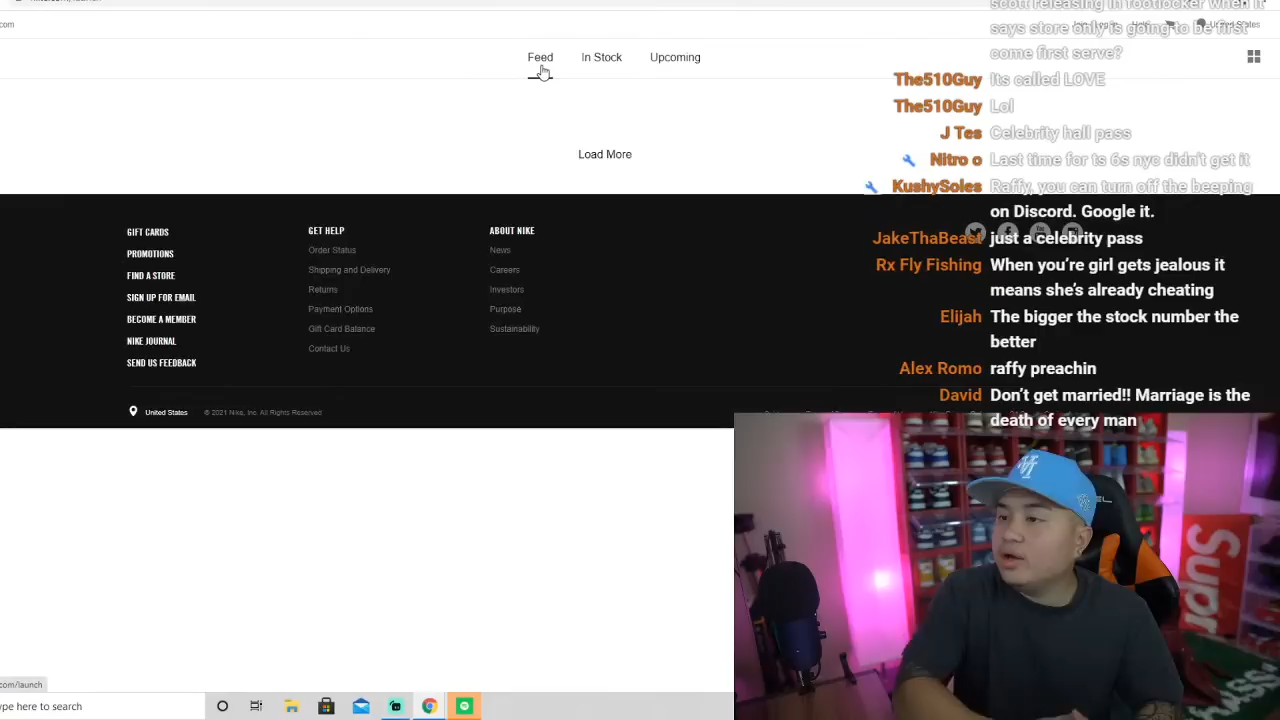 .com
Feed
In Stock
Upcoming
Load More
GIFT CARDS
PROMOTIONS
FIND A STORE
SIGN UP FOR EMAIL
BECOME A MEMBER
NIKE JOURNAL
SEND US FEEDBACK
GET HELP
Order Status
Shipping and Delivery
Returns
Payment Options
Gift Card Balance
Contact Us
ABOUT NIKE
News
Careers
Investors
Purpose
Sustainability
United States
© 2021 Nike, Inc. All Rights Reserved
scott releasing in footlocker when it
says store only is going to be first
come first serve?
The510Guy Its called LOVE
The510Guy Lol
J Tes Celebrity hall pass
Nitro o Last time for ts 6s nyc didn't get it
KushySoles Raffy, you can turn off the beeping
on Discord. Google it.
JakeThaBeast just a celebrity pass
Rx Fly Fishing When you’re girl gets jealous it
means she’s already cheating
Elijah The bigger the stock number the
better
Alex Romo raffy preachin
David Don’t get married!! Marriage is the
death of every man
Supr
com/launch
ype here to search